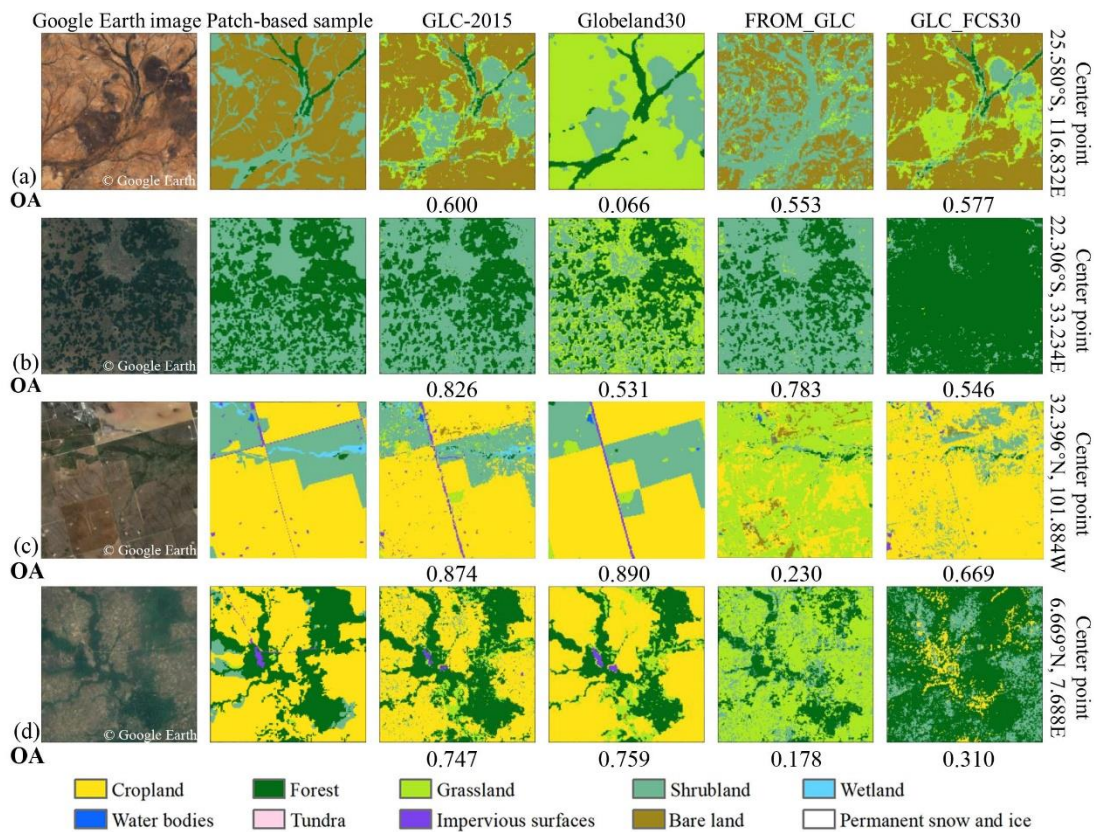 Google Earth image Patch-based sample GLC-2015 Globeland30 FROM_GLC GLC_FCS30
(a) © Google Earth
Center point
25.580°S, 116.832E
OA 0.600 0.066 0.553 0.577
(b) © Google Earth
Center point
22.306°S, 33.234E
OA 0.826 0.531 0.783 0.546
(c) © Google Earth
Center point
32.396°N, 101.884W
OA 0.874 0.890 0.230 0.669
(d) © Google Earth
Center point
6.669°N, 7.688E
OA 0.747 0.759 0.178 0.310
Cropland Forest Grassland Shrubland Wetland
Water bodies Tundra Impervious surfaces Bare land Permanent snow and ice